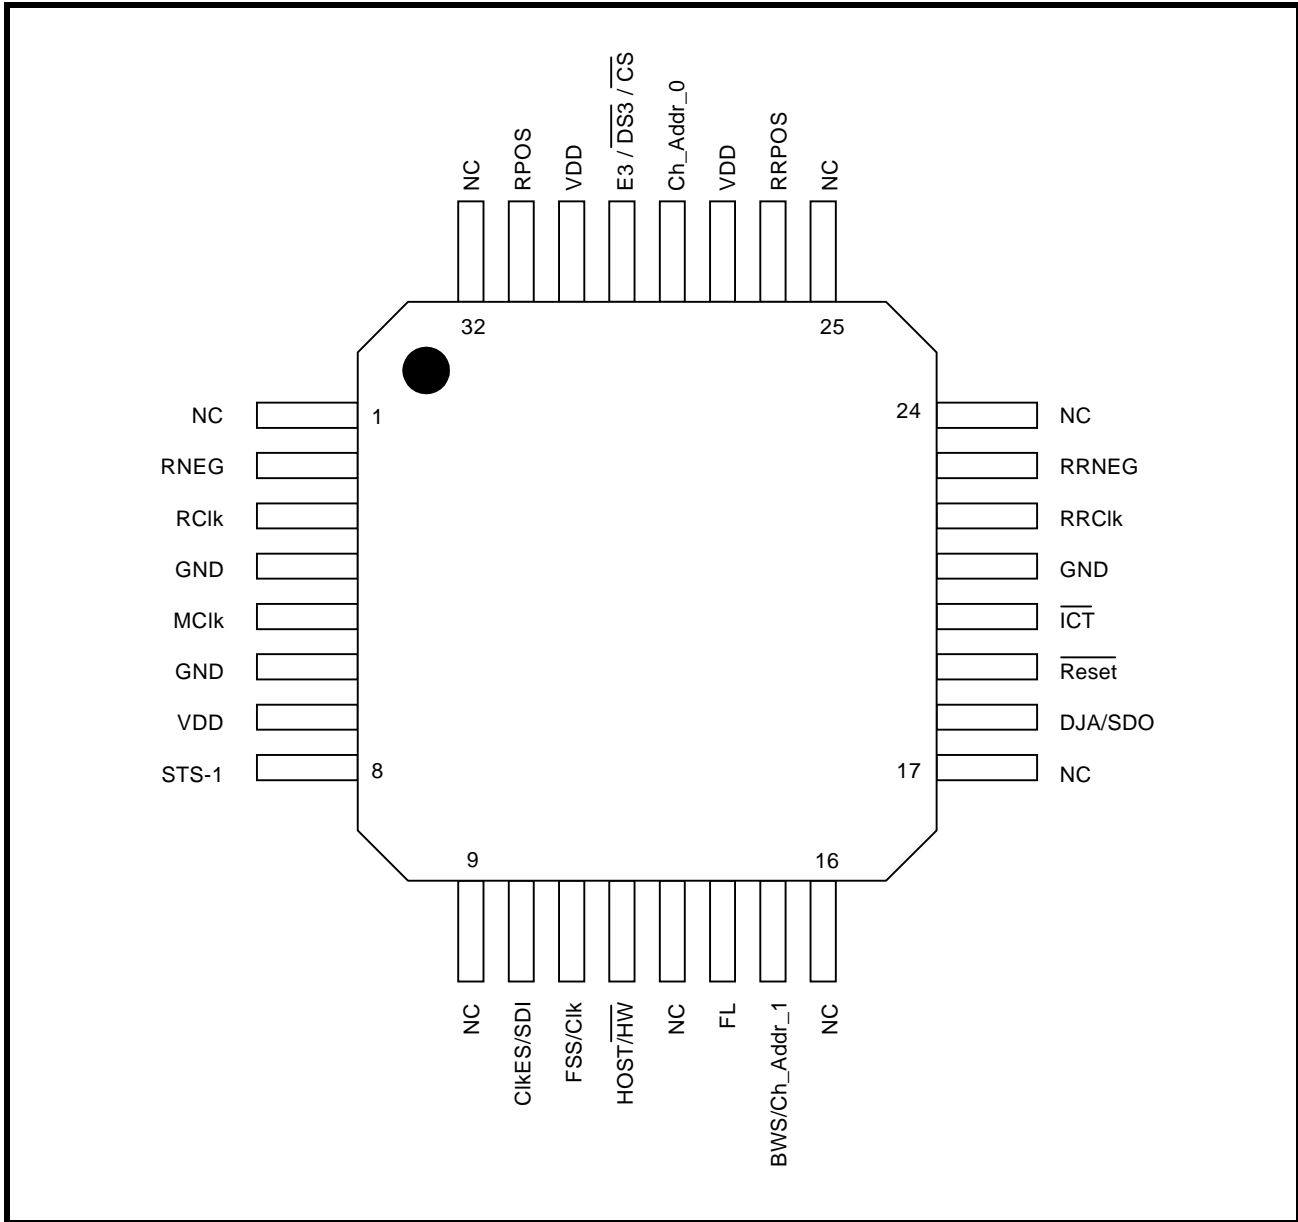 NC
RPOS
VDD
E3 / DS3 / CS
Ch_Addr_0
VDD
RRPOS
NC
32
25
NC
1
24
NC
RNEG
RRNEG
RClk
RRClk
GND
GND
MClk
ICT
GND
Reset
VDD
DJA/SDO
STS-1
8
17
NC
9
16
NC
ClkES/SDI
FSS/Clk
HOST/HW
NC
FL
BWS/Ch_Addr_1
NC